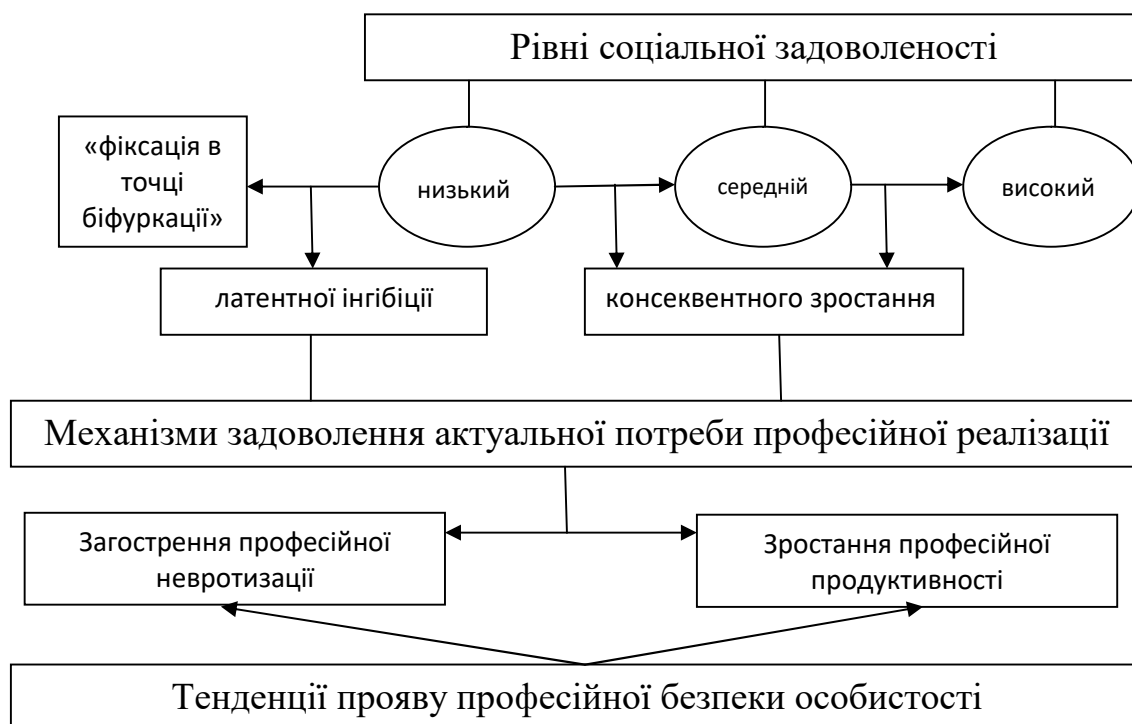 Рівні соціальної задоволеності
«фіксація в
точці
біфуркації»
низький
середній
високий
латентної інгібіції
консеквентного зростання
Механізми задоволення актуальної потреби професійної реалізації
Загострення професійної
невротизації
Зростання професійної
продуктивності
Тенденції прояву професійної безпеки особистості